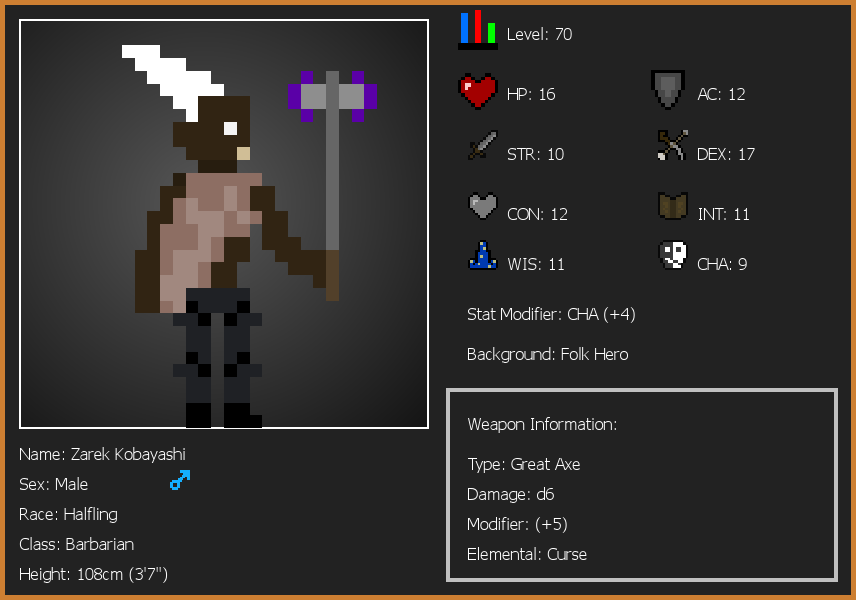 Level: 70
HP: 16
AC: 12
STR: 10
DEX: 17
CON: 12
INT: 11
WIS: 11
CHA: 9
Stat Modifier: CHA (+4)
Background: Folk Hero
Weapon Information:
Type: Great Axe
Damage: d6
Modifier: (+5)
Elemental: Curse
Name: Zarek Kobayashi
Sex: Male
Race: Halfling
Class: Barbarian
Height: 108cm (3'7")